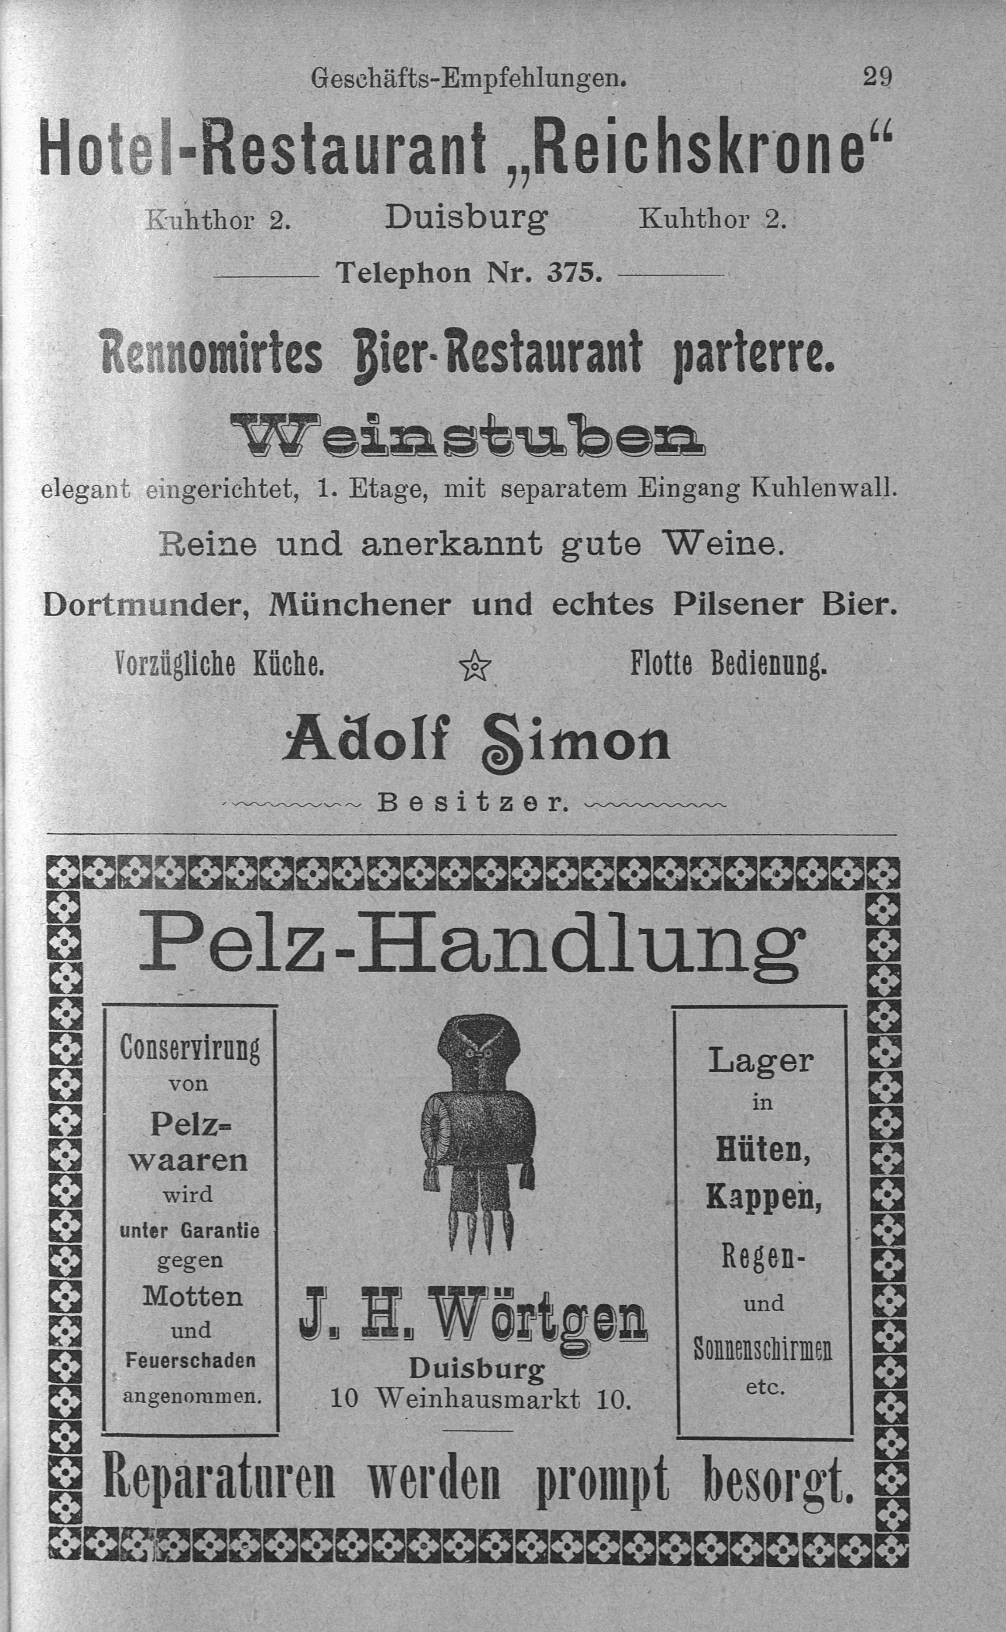 Geschäfts-Empfehlungen. 29
Hotel-Restaurant „Reichskrone“
Kuhthor 2. Duisburg Kuhthor 2.
Telephon Nr. 375.
Rennomirtes Bier-Restaurant parterre.
Weinstuben
elegant eingerichtet, 1. Etage, mit separatem Eingang Kuhlenwall.
Reine und anerkannt gute Weine.
Dortmunder, Münchener und echtes Pilsener Bier.
Vorzügliche Küche. Flotte Bedienung.
Adolf Simon
Besitzer.
Pelz-Handlung
Conservirung
von
Pelz-
waaren
wird
unter Garantie
gegen
Motten
und
Feuerschaden
angenommen.
J. H. Wörtgen
Duisburg
10 Weinhausmarkt 10.
Lager
in
Hüten,
Kappen,
Regen-
und
Sonnenschirmen
etc.
Reparaturen werden prompt besorgt.